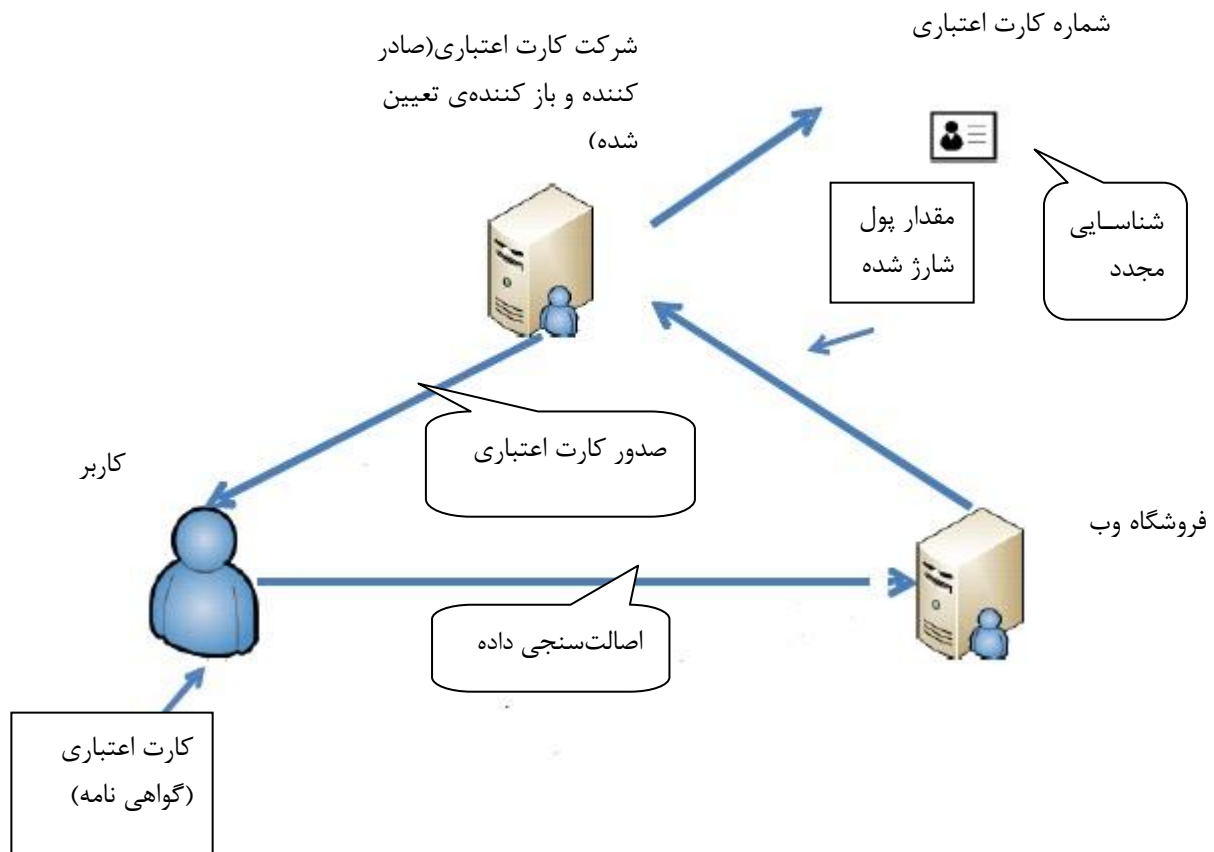 شماره کارت اعتباری
شرکت کارت اعتباری(صادر
کننده و باز کننده‌ی تعیین
شده)
مقدار پول
شارژ شده
شناسایی
مجدد
صدور کارت اعتباری
کاربر
فروشگاه وب
اصالت‌سنجی داده
کارت اعتباری
(گواهی نامه)